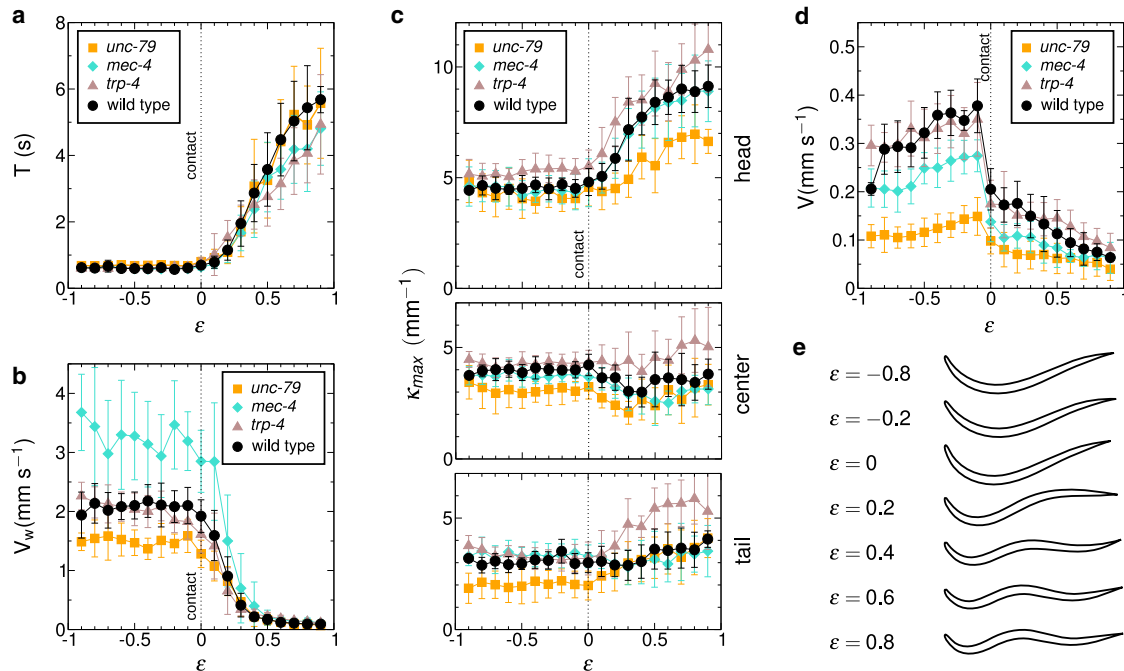 a
T (s)
8
6
4
2
0
unc-79
mec-4
trp-4
wild type
contact
-1
-0.5
0
0.5
1
ε
b
V_w(mm s⁻¹)
4
3
2
1
0
unc-79
mec-4
trp-4
wild type
contact
-1
-0.5
0
0.5
1
ε
c
κ_max (mm⁻¹)
10
5
0
unc-79
mec-4
trp-4
wild type
contact
head
5
0
center
5
0
tail
-1
-0.5
0
0.5
1
ε
d
V(mm s⁻¹)
0.5
0.4
0.3
0.2
0.1
0
contact
unc-79
mec-4
trp-4
wild type
-1
-0.5
0
0.5
1
ε
e
ε = −0.8
ε = −0.2
ε = 0
ε = 0.2
ε = 0.4
ε = 0.6
ε = 0.8